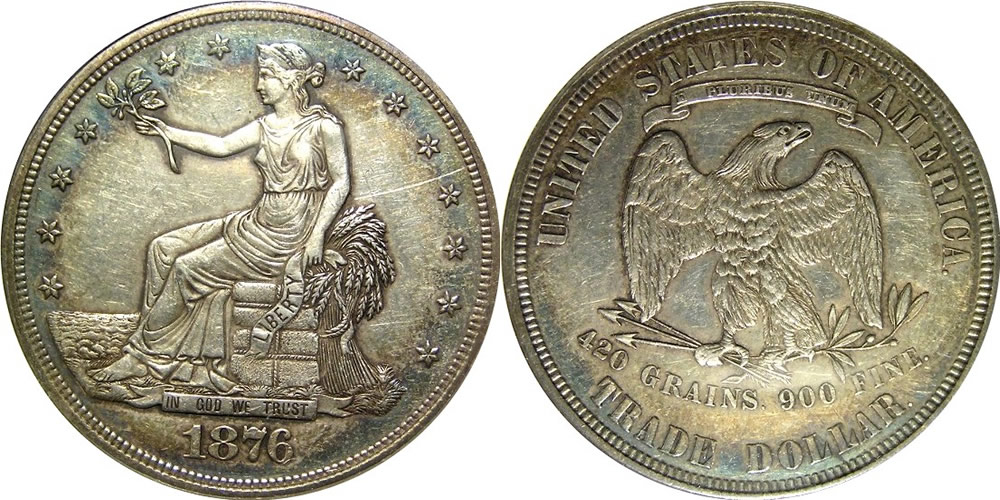 LIBERTY
IN GOD WE TRUST
1876
UNITED STATES OF AMERICA.
PLURIBUS UNUM
420 GRAINS. 900 FINE.
TRADE DOLLAR.